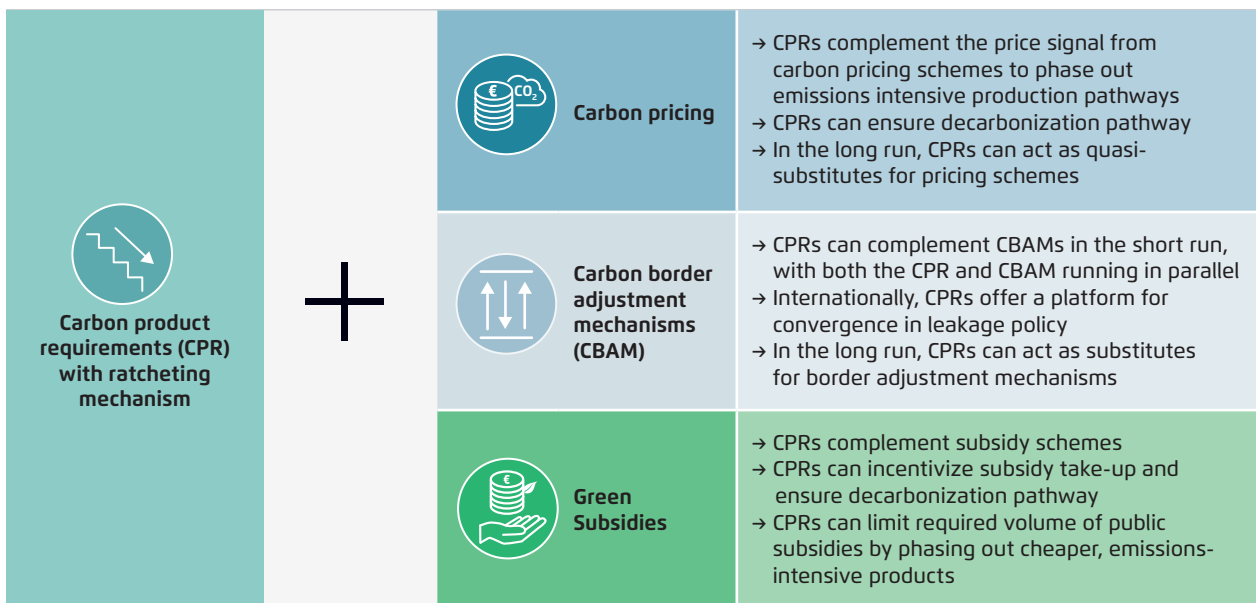 Carbon product
requirements (CPR)
with ratcheting
mechanism
€
CO₂
Carbon pricing
→ CPRs complement the price signal from
carbon pricing schemes to phase out
emissions intensive production pathways
→ CPRs can ensure decarbonization pathway
→ In the long run, CPRs can act as quasi-
substitutes for pricing schemes
Carbon border
adjustment
mechanisms
(CBAM)
→ CPRs can complement CBAMs in the short run,
with both the CPR and CBAM running in parallel
→ Internationally, CPRs offer a platform for
convergence in leakage policy
→ In the long run, CPRs can act as substitutes
for border adjustment mechanisms
€
Green
Subsidies
→ CPRs complement subsidy schemes
→ CPRs can incentivize subsidy take-up and
ensure decarbonization pathway
→ CPRs can limit required volume of public
subsidies by phasing out cheaper, emissions-
intensive products